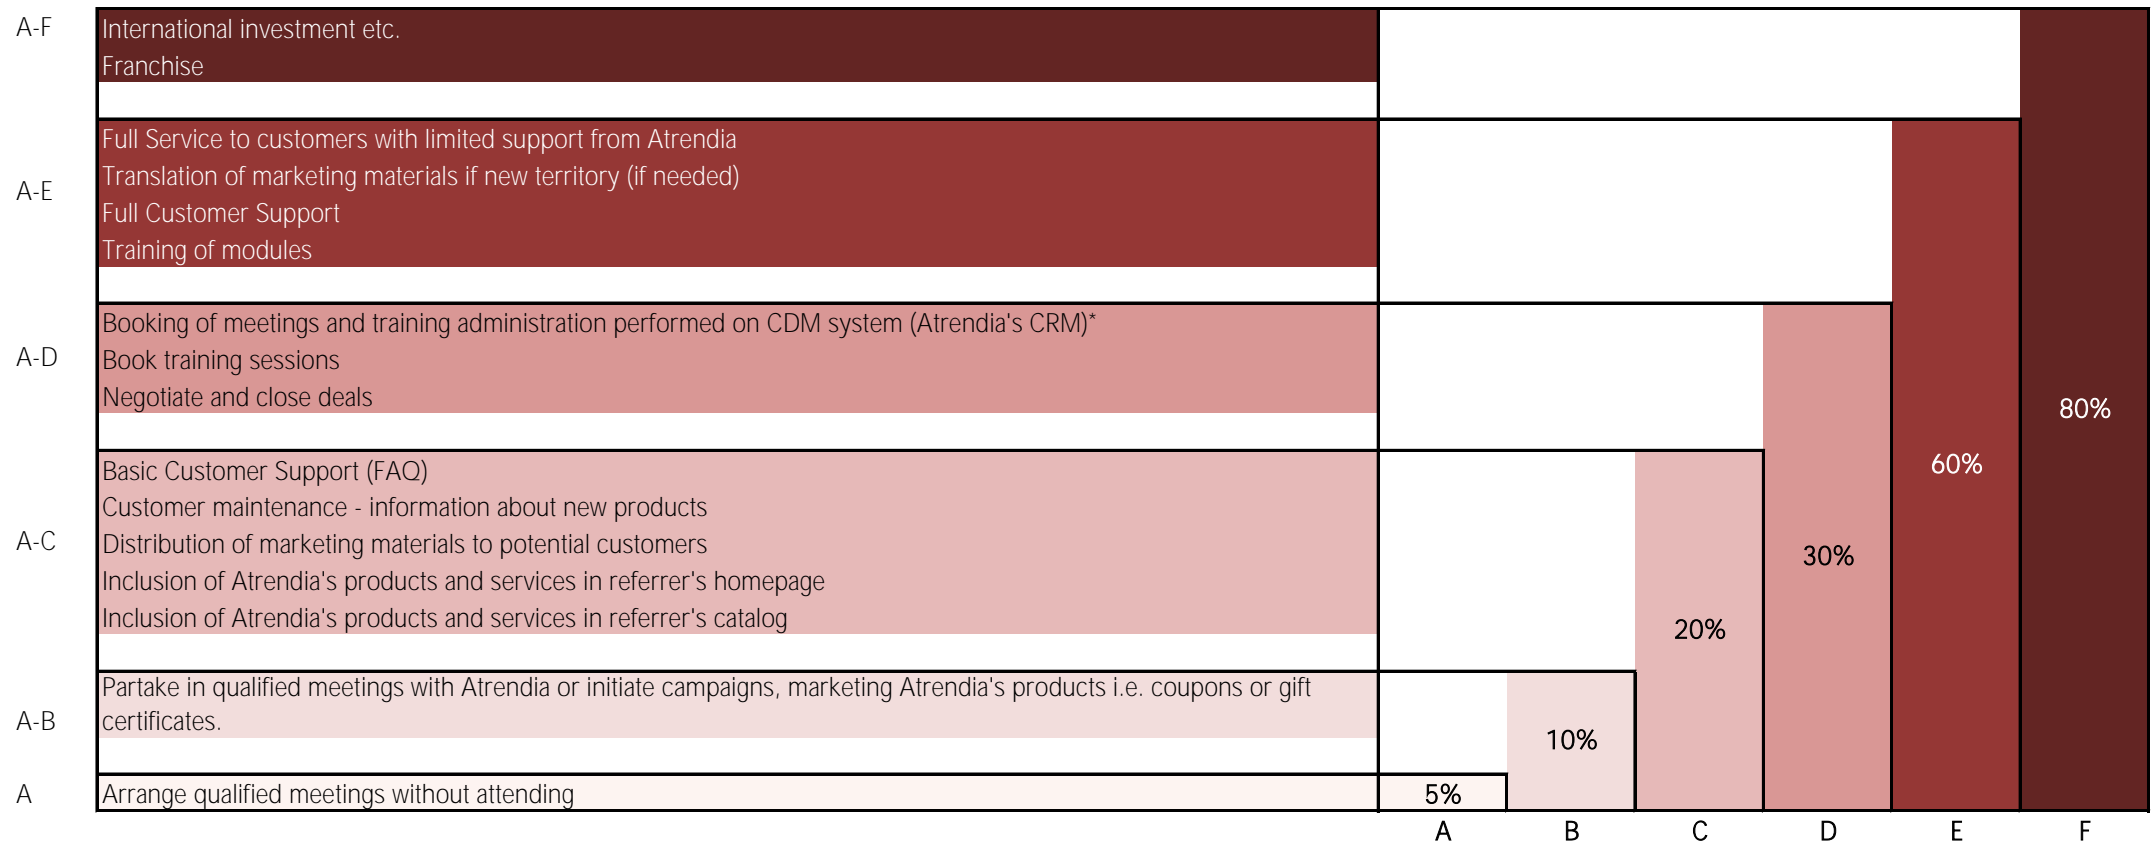 A-F
International investment etc.
Franchise
A-E
Full Service to customers with limited support from Atrendia
Translation of marketing materials if new territory (if needed)
Full Customer Support
Training of modules
A-D
Booking of meetings and training administration performed on CDM system (Atrendia's CRM)*
Book training sessions
Negotiate and close deals
80%
A-C
Basic Customer Support (FAQ)
Customer maintenance - information about new products
Distribution of marketing materials to potential customers
Inclusion of Atrendia's products and services in referrer's homepage
Inclusion of Atrendia's products and services in referrer's catalog
60%
30%
20%
A-B
Partake in qualified meetings with Atrendia or initiate campaigns, marketing Atrendia's products i.e. coupons or gift
certificates.
10%
A
Arrange qualified meetings without attending
5%
A B C D E F